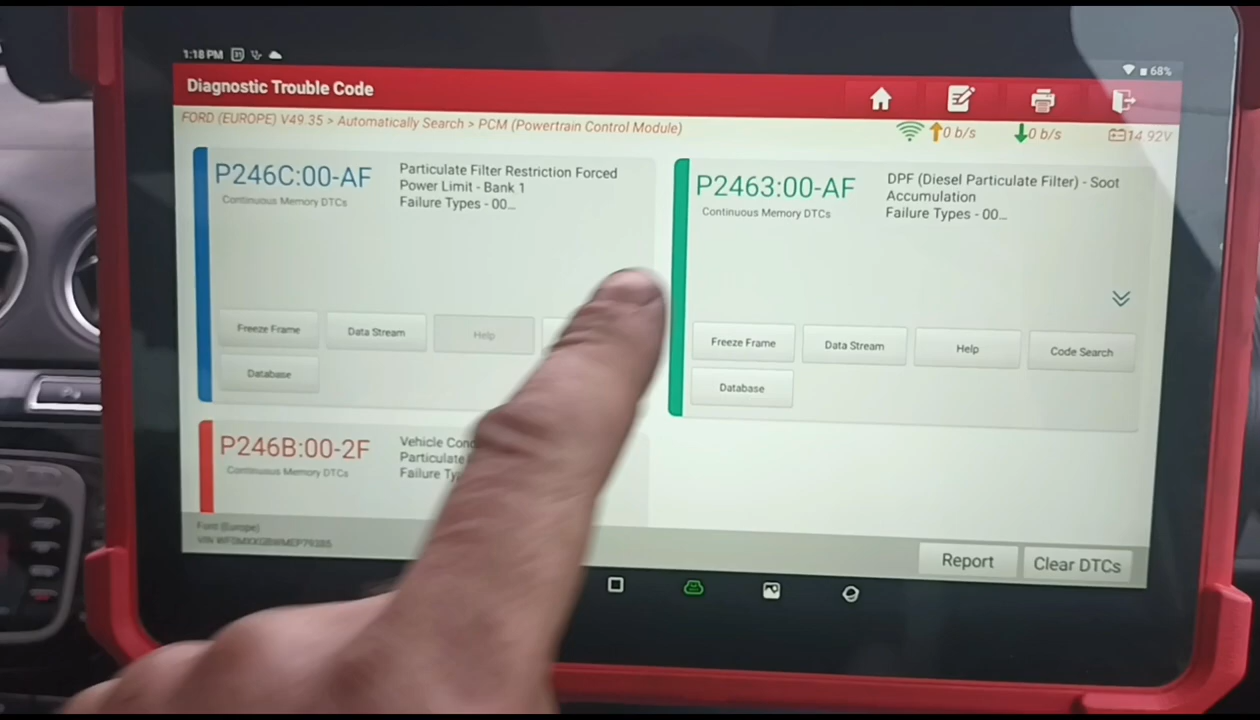 1:18 PM
68%
Diagnostic Trouble Code
FORD (EUROPE) V49.35 > Automatically Search > PCM (Powertrain Control Module)
0 b/s
0 b/s
14.92V
P246C:00-AF
Continuous Memory DTCs
Particulate Filter Restriction Forced
Power Limit - Bank 1
Failure Types - 00...
Freeze Frame
Data Stream
Help
Database
P2463:00-AF
Continuous Memory DTCs
DPF (Diesel Particulate Filter) - Soot
Accumulation
Failure Types - 00...
Freeze Frame
Data Stream
Help
Code Search
Database
P246B:00-2F
Continuous Memory DTCs
Vehicle
Particulate
Failure
Ford (Europe)
VIN
Report
Clear DTCs